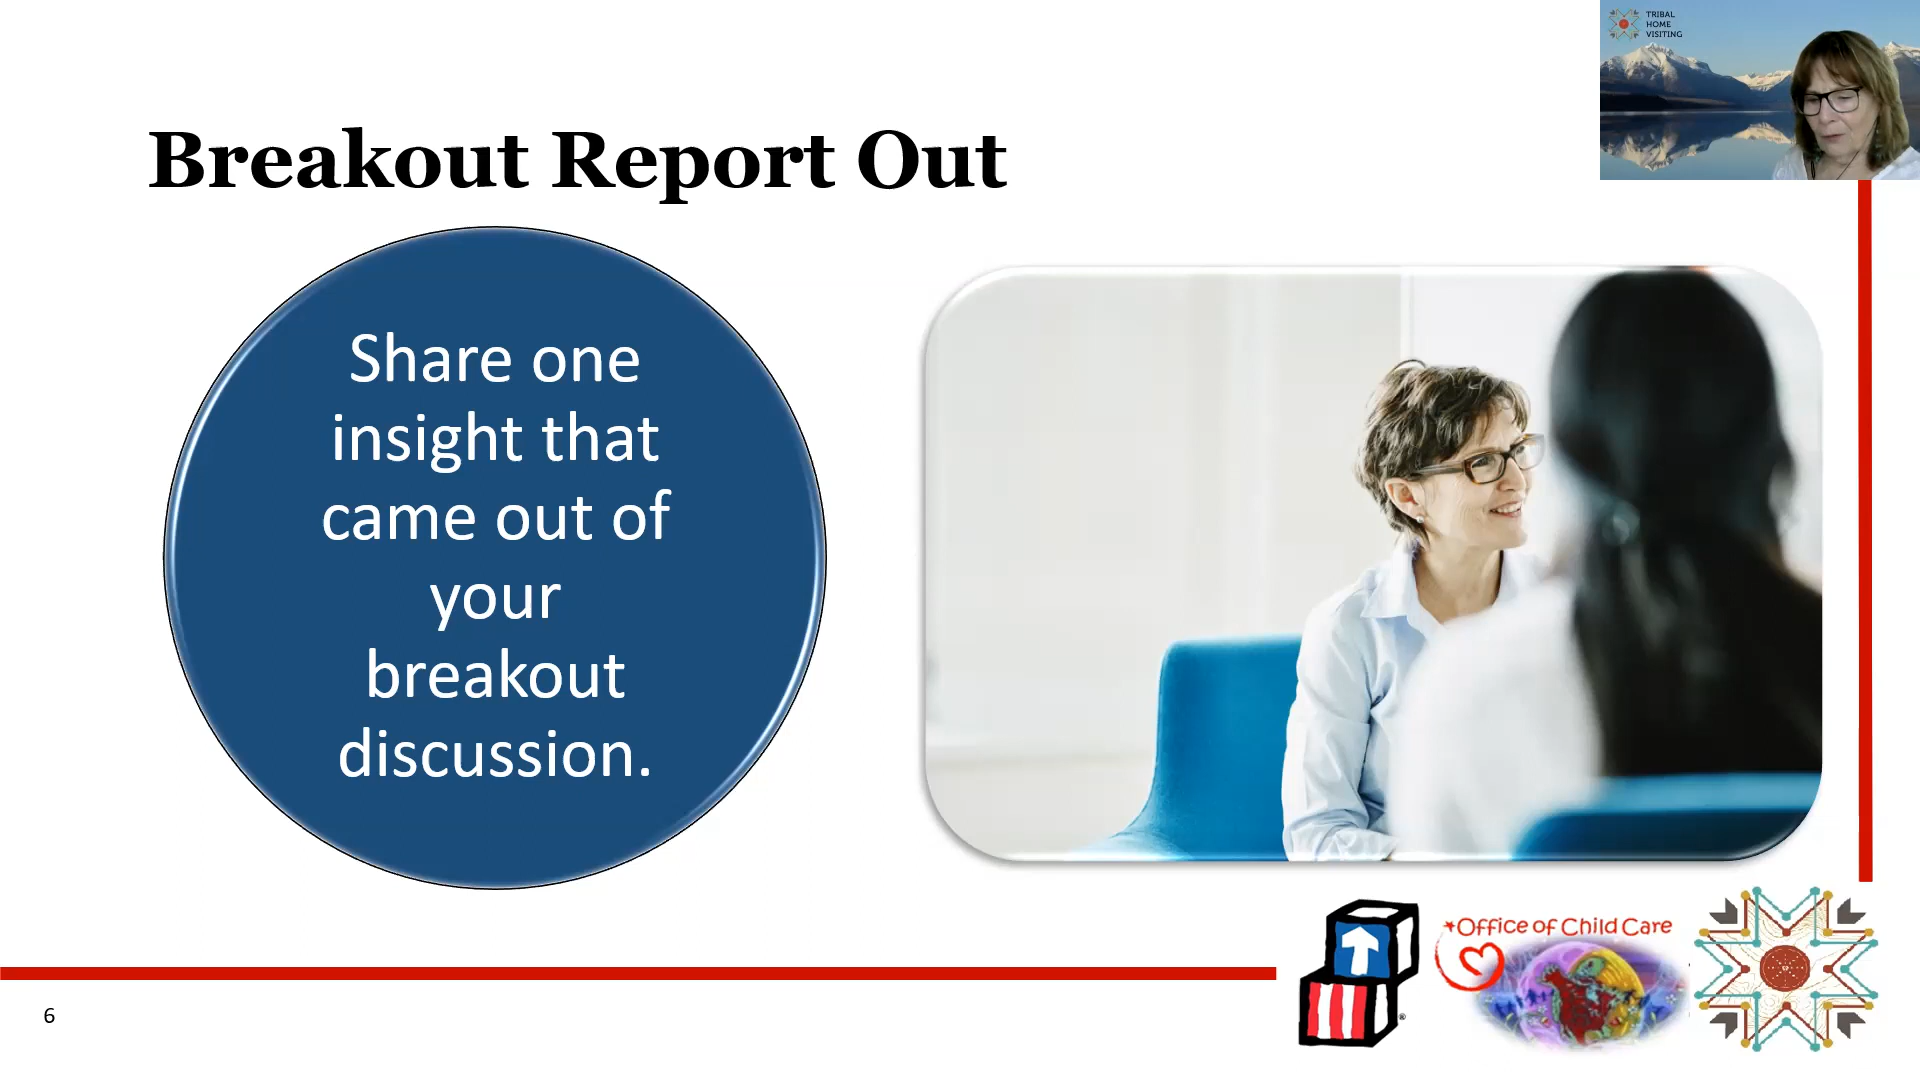 TRIBAL
HOME
VISITING
Breakout Report Out
Share one
insight that
came out of
your
breakout
discussion.
Office of Child Care
®
6